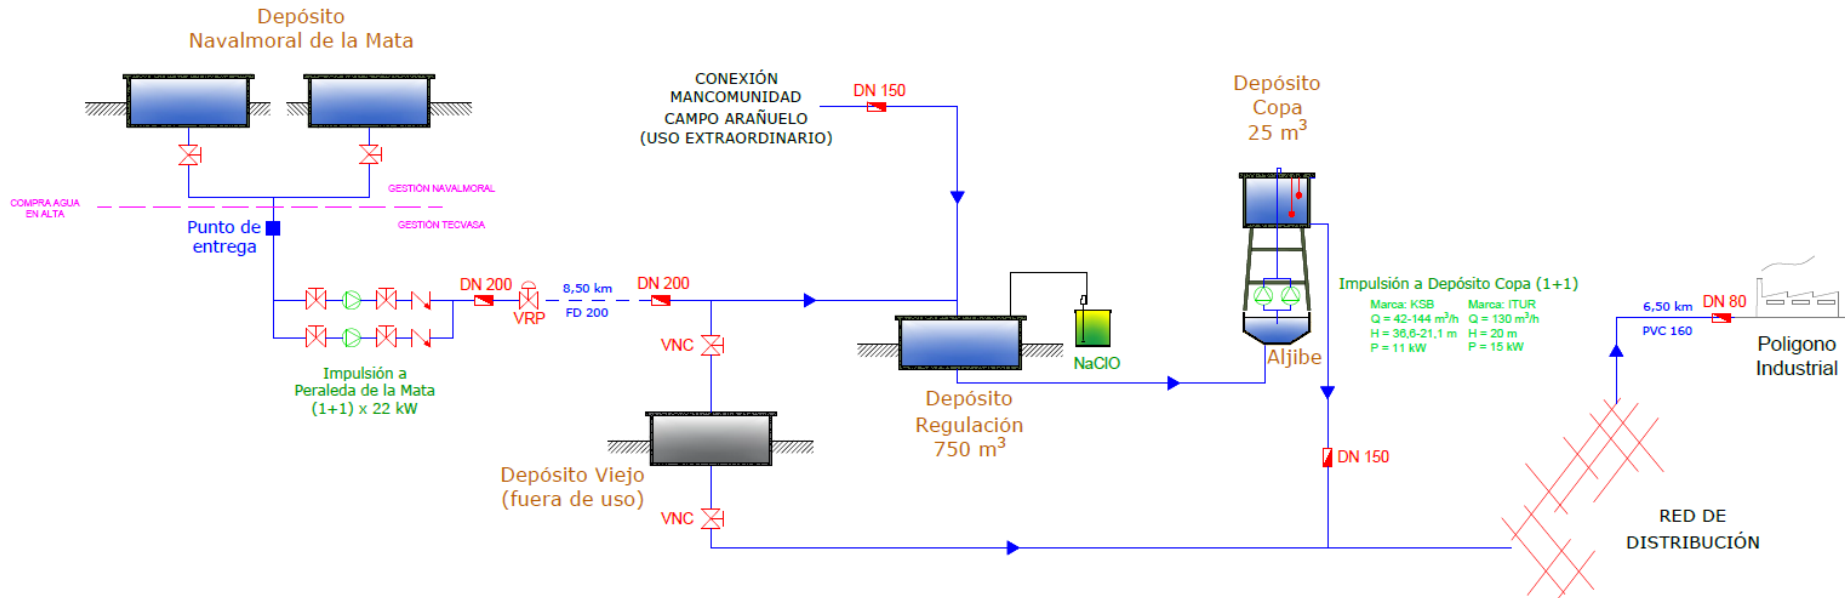 Depósito
Navalmoral de la Mata
COMPRA AGUA
EN ALTA
GESTIÓN NAVALMORAL
GESTIÓN TECVASA
Punto de
entrega
Impulsión a
Peraleda de la Mata
(1+1) x 22 kW
DN 200
VRP
8,50 km
FD 200
DN 200
CONEXIÓN
MANCOMUNIDAD
CAMPO ARAÑUELO
(USO EXTRAORDINARIO)
DN 150
VNC
Depósito Viejo
(fuera de uso)
VNC
Depósito
Regulación
750 m³
NaClO
Depósito
Copa
25 m³
Aljibe
Impulsión a Depósito Copa (1+1)
Marca: KSB
Q = 42-144 m³/h
H = 36,6-21,1 m
P = 11 kW
Marca: ITUR
Q = 130 m³/h
H = 20 m
P = 15 kW
DN 150
6,50 km
PVC 160
DN 80
Poligono
Industrial
RED DE
DISTRIBUCIÓN